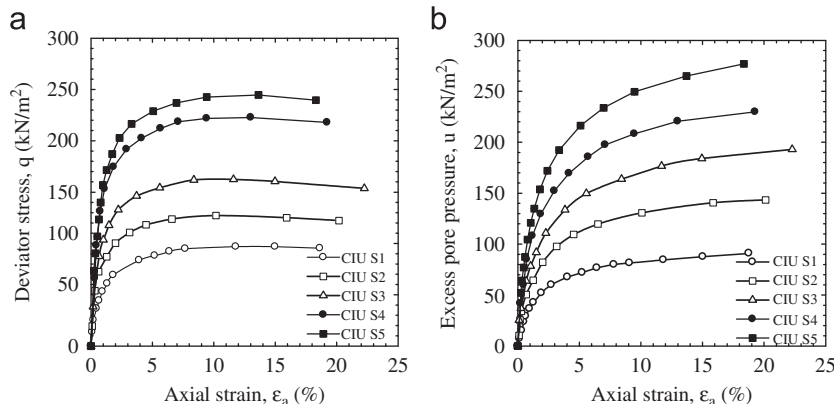 a
300
250
200
150
100
50
0
Deviator stress, q (kN/m²)
CIU S1
CIU S2
CIU S3
CIU S4
CIU S5
0 5 10 15 20 25
Axial strain, εa (%)
b
300
250
200
150
100
50
0
Excess pore pressure, u (kN/m²)
CIU S1
CIU S2
CIU S3
CIU S4
CIU S5
0 5 10 15 20 25
Axial strain, εa (%)